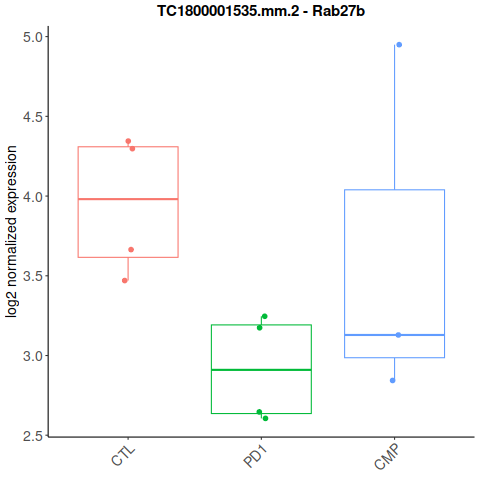 TC1800001535.mm.2 - Rab27b
log2 normalized expression
5.0
4.5
4.0
3.5
3.0
2.5
CTL
PD1
CMP